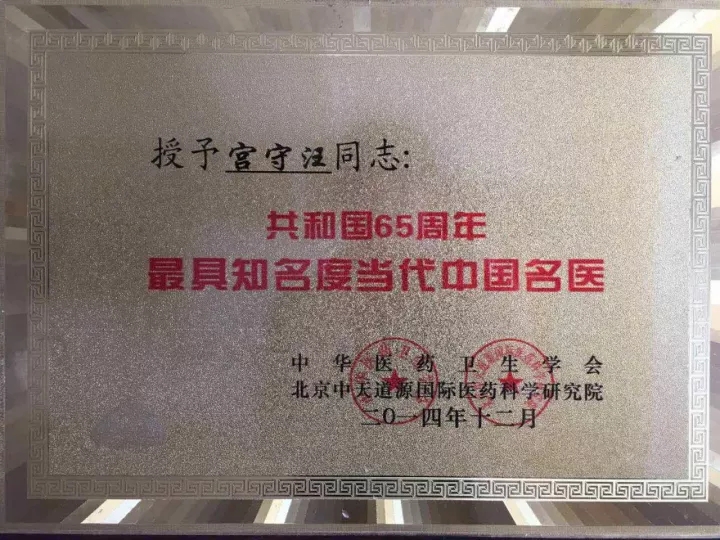 授予宫守汪同志:
共和国65周年
最具知名度当代中国名医
中华医药卫生学会
北京中天道源国际医药科学研究院
二〇一四年十二月